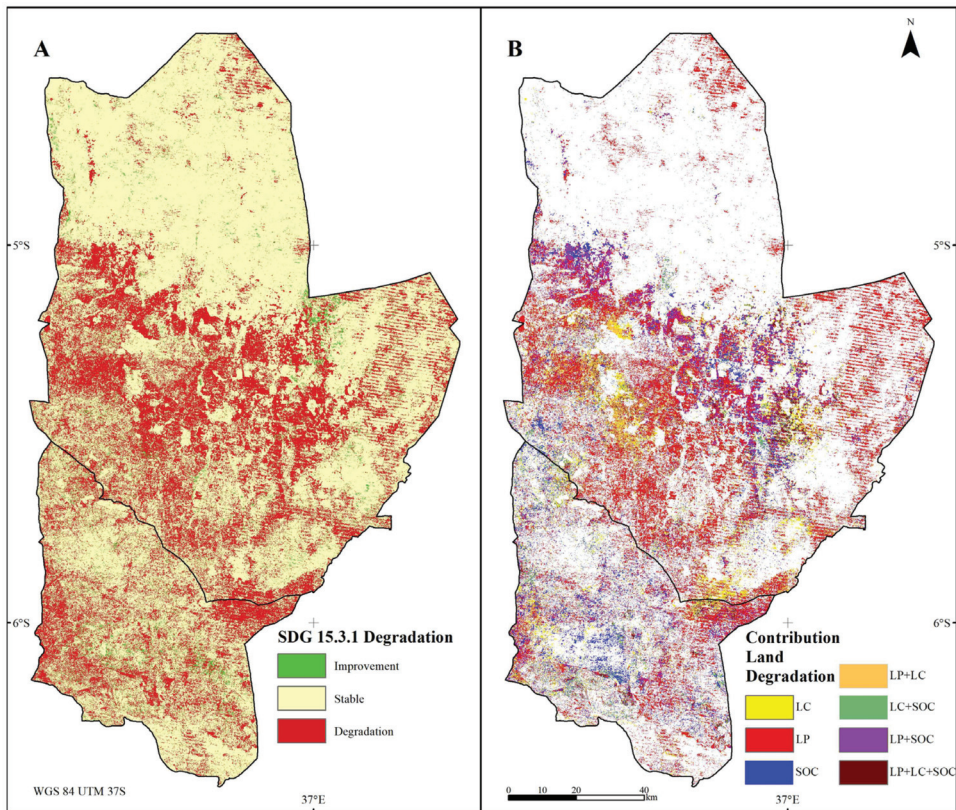 A
5°S
6°S
SDG 15.3.1 Degradation
Improvement
Stable
Degradation
WGS 84 UTM 37S
37°E
B
N
5°S
6°S
Contribution
Land
Degradation
LC
LP
SOC
LP+LC
LC+SOC
LP+SOC
LP+LC+SOC
0 10 20 40
km
37°E